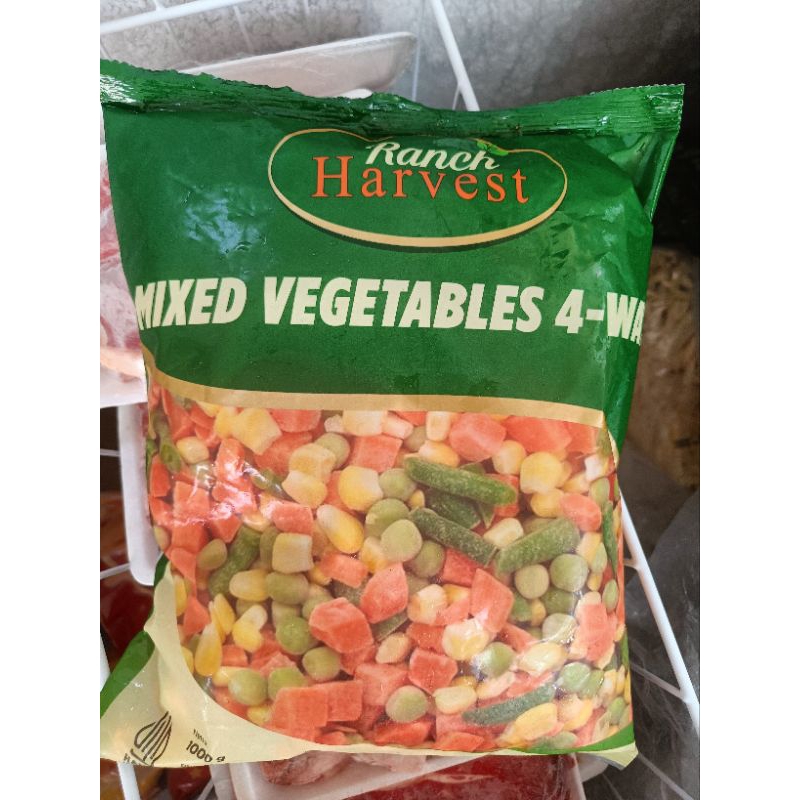 Ranch
Harvest
MIXED VEGETABLES 4-WA
1000 g